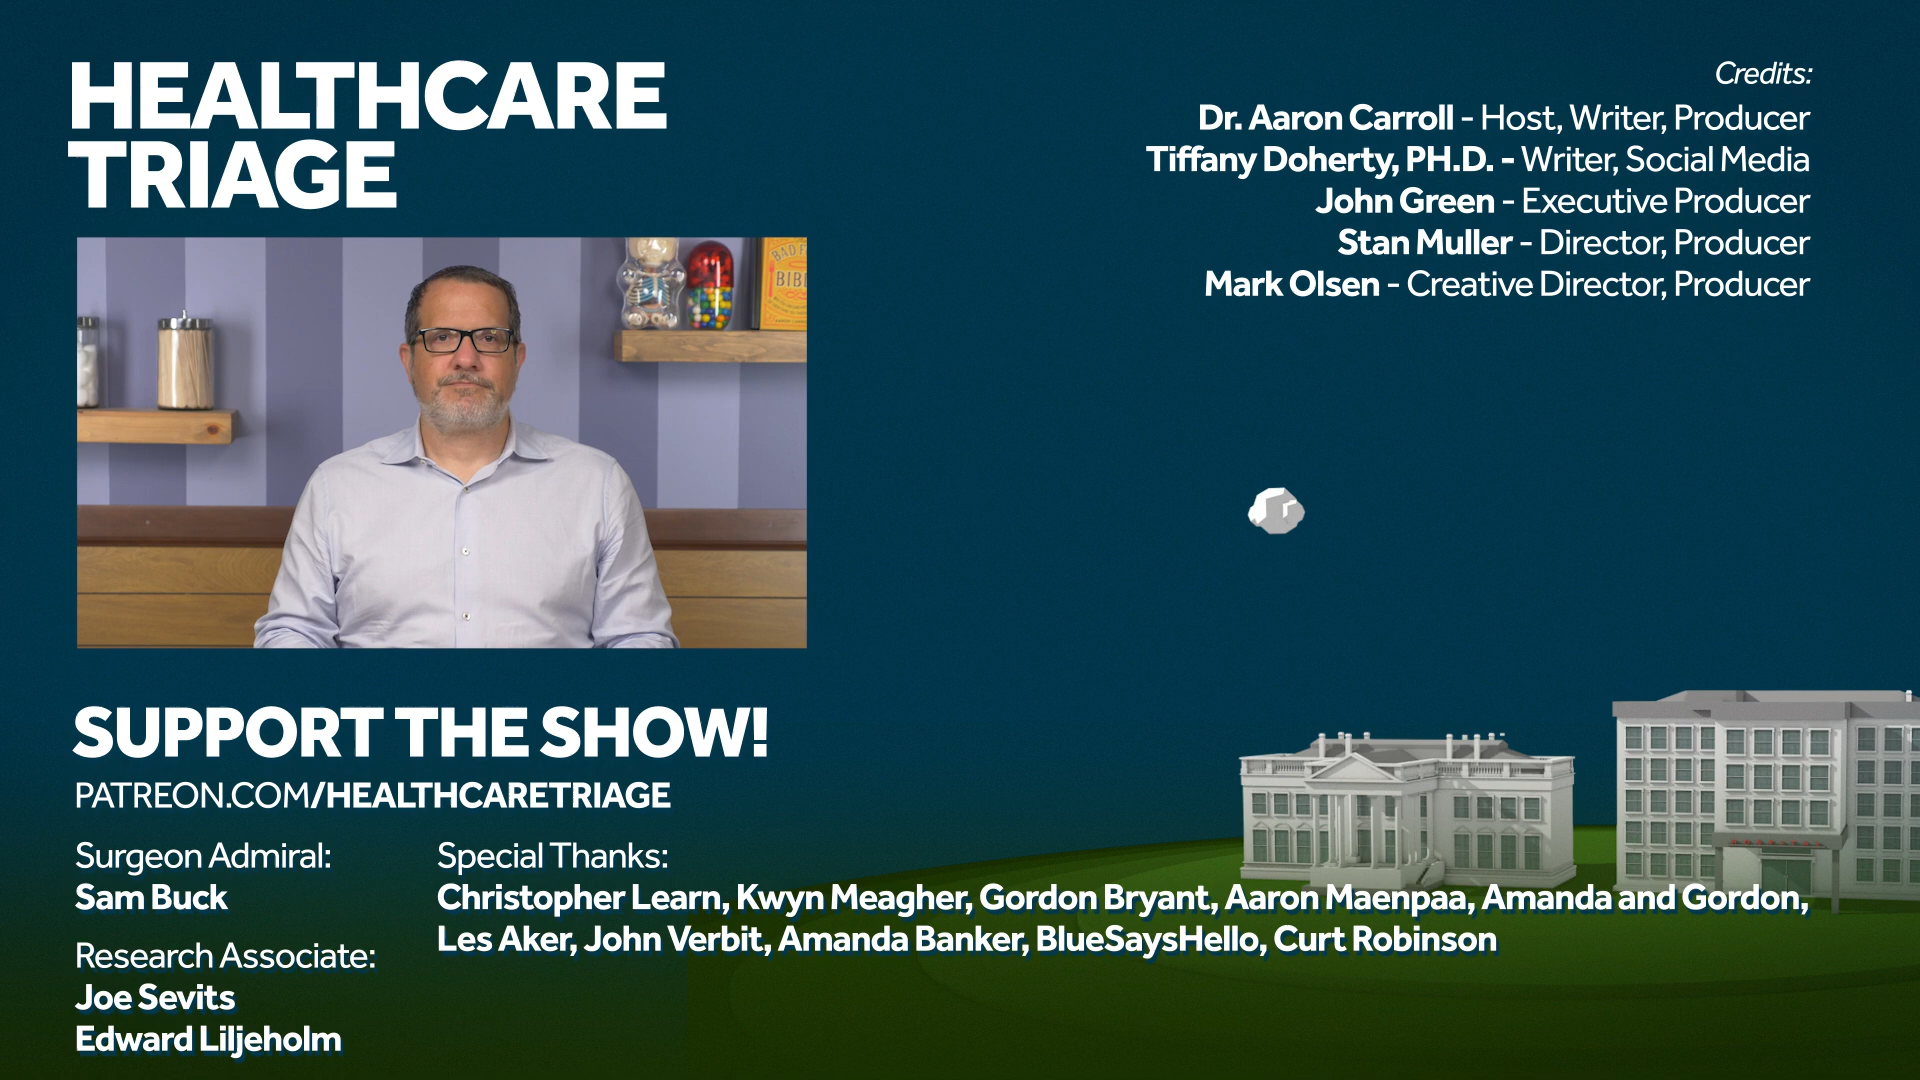 HEALTHCARE
TRIAGE
BAD F
BIB
SUPPORT THE SHOW!
PATREON.COM/HEALTHCARETRIAGE
Surgeon Admiral:
Sam Buck
Research Associate:
Joe Sevits
Edward Liljeholm
Special Thanks:
Christopher Learn, Kwyn Meagher, Gordon Bryant, Aaron Maenpaa, Amanda and Gordon,
Les Aker, John Verbit, Amanda Banker, BlueSaysHello, Curt Robinson
Credits:
Dr. Aaron Carroll - Host, Writer, Producer
Tiffany Doherty, PH.D. - Writer, Social Media
John Green - Executive Producer
Stan Muller - Director, Producer
Mark Olsen - Creative Director, Producer